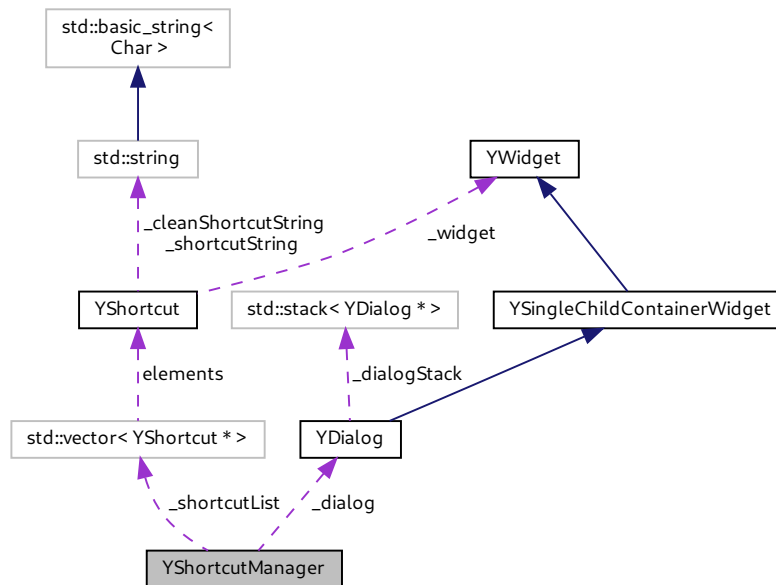 std::basic_string<
Char >
std::string
YWidget
_cleanShortcutString
_shortcutString
_widget
YShortcut
std::stack< YDialog * >
YSingleChildContainerWidget
elements
_dialogStack
std::vector< YShortcut * >
YDialog
_shortcutList
_dialog
YShortcutManager